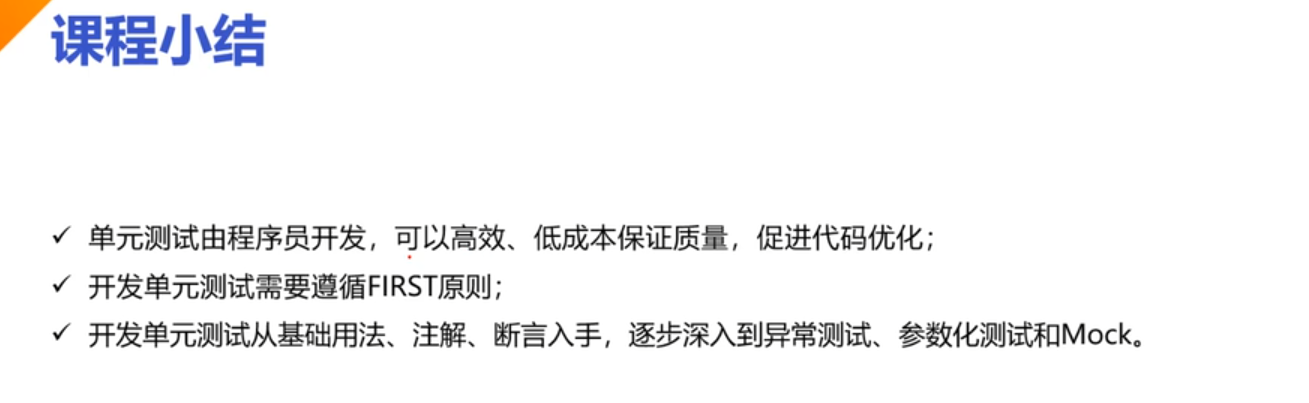 课程小结
✓ 单元测试由程序员开发，可以高效、低成本保证质量，促进代码优化；
✓ 开发单元测试需要遵循FIRST原则；
✓ 开发单元测试从基础用法、注解、断言入手，逐步深入到异常测试、参数化测试和Mock。